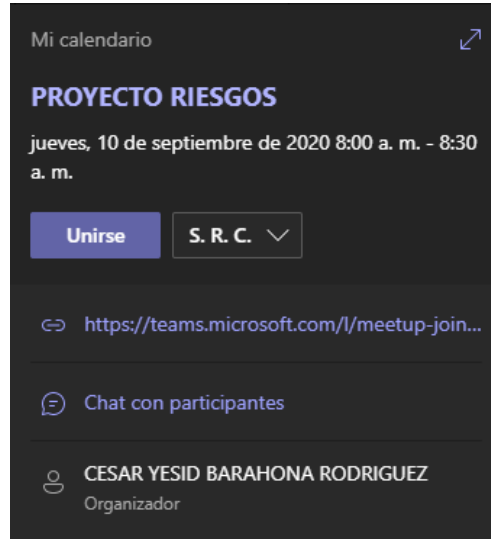 Mi calendario
PROYECTO RIESGOS
jueves, 10 de septiembre de 2020 8:00 a. m. - 8:30
a. m.
Unirse
S. R. C.
https://teams.microsoft.com/l/meetup-join...
Chat con participantes
CESAR YESID BARAHONA RODRIGUEZ
Organizador